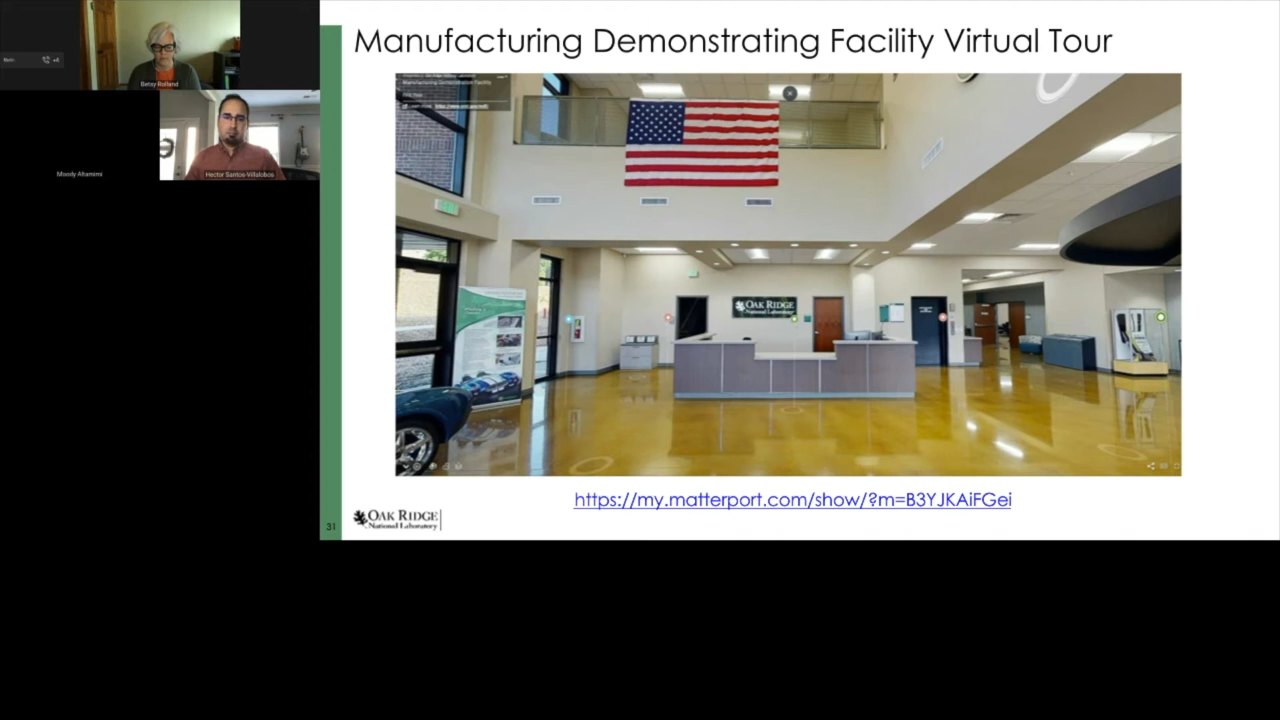 Betsy Rolland
Moody Altamimi
Hector Santos-Villalobos
Manufacturing Demonstrating Facility Virtual Tour
OAK RIDGE
National Laboratory
https://my.matterport.com/show/?m=B3YJKAiFGei
31
OAK RIDGE
National Laboratory